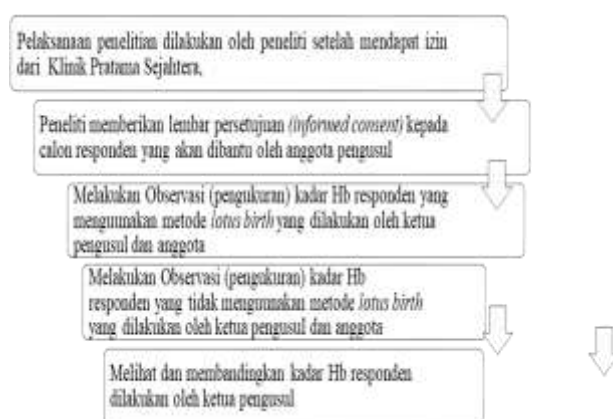 Pelaksanaan penelitian dilakukan oleh peneliti setelah mendapat izin
dari Klinik Pratama Sejahtera,
Peneliti memberikan lembar persetujuan (informed consent) kepada
calon responden yang akan dibantu oleh anggota pengusul
Melakukan Observasi (pengukuran) kadar Hb responden yang
menguunakan metode lotus birth yang dilakukan oleh ketua
pengusul dan anggota
Melakukan Observasi (pengukuran) kadar Hb
responden yang tidak menguunakan metode lotus birth
yang dilakukan oleh ketua pengusul dan anggota
Melihat dan membandingkan kadar Hb responden
dilakukan oleh ketua pengusul